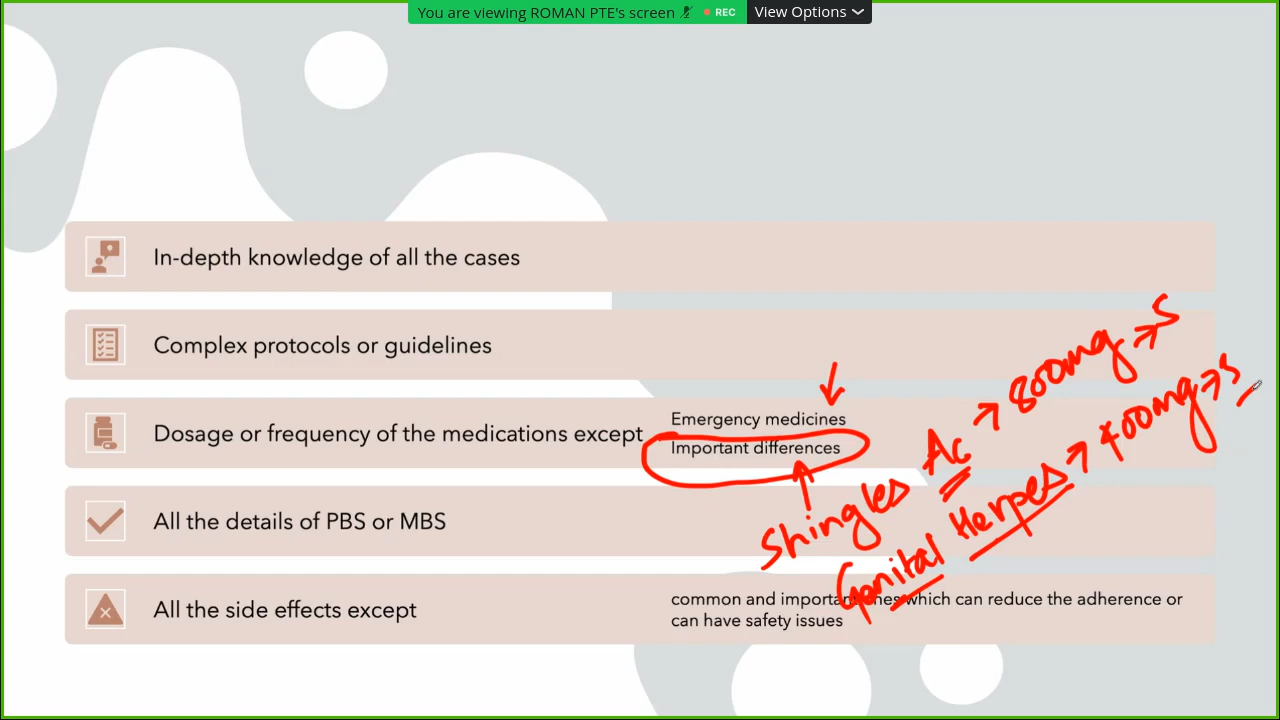 You are viewing ROMAN PTE's screen REC View Options
In-depth knowledge of all the cases
Complex protocols or guidelines
Dosage or frequency of the medications except
Emergency medicines
Important differences
Shingles Ac → 800mg → 5
Genital Herpes → 400mg → 5
All the details of PBS or MBS
All the side effects except
common and important ones which can reduce the adherence or
can have safety issues